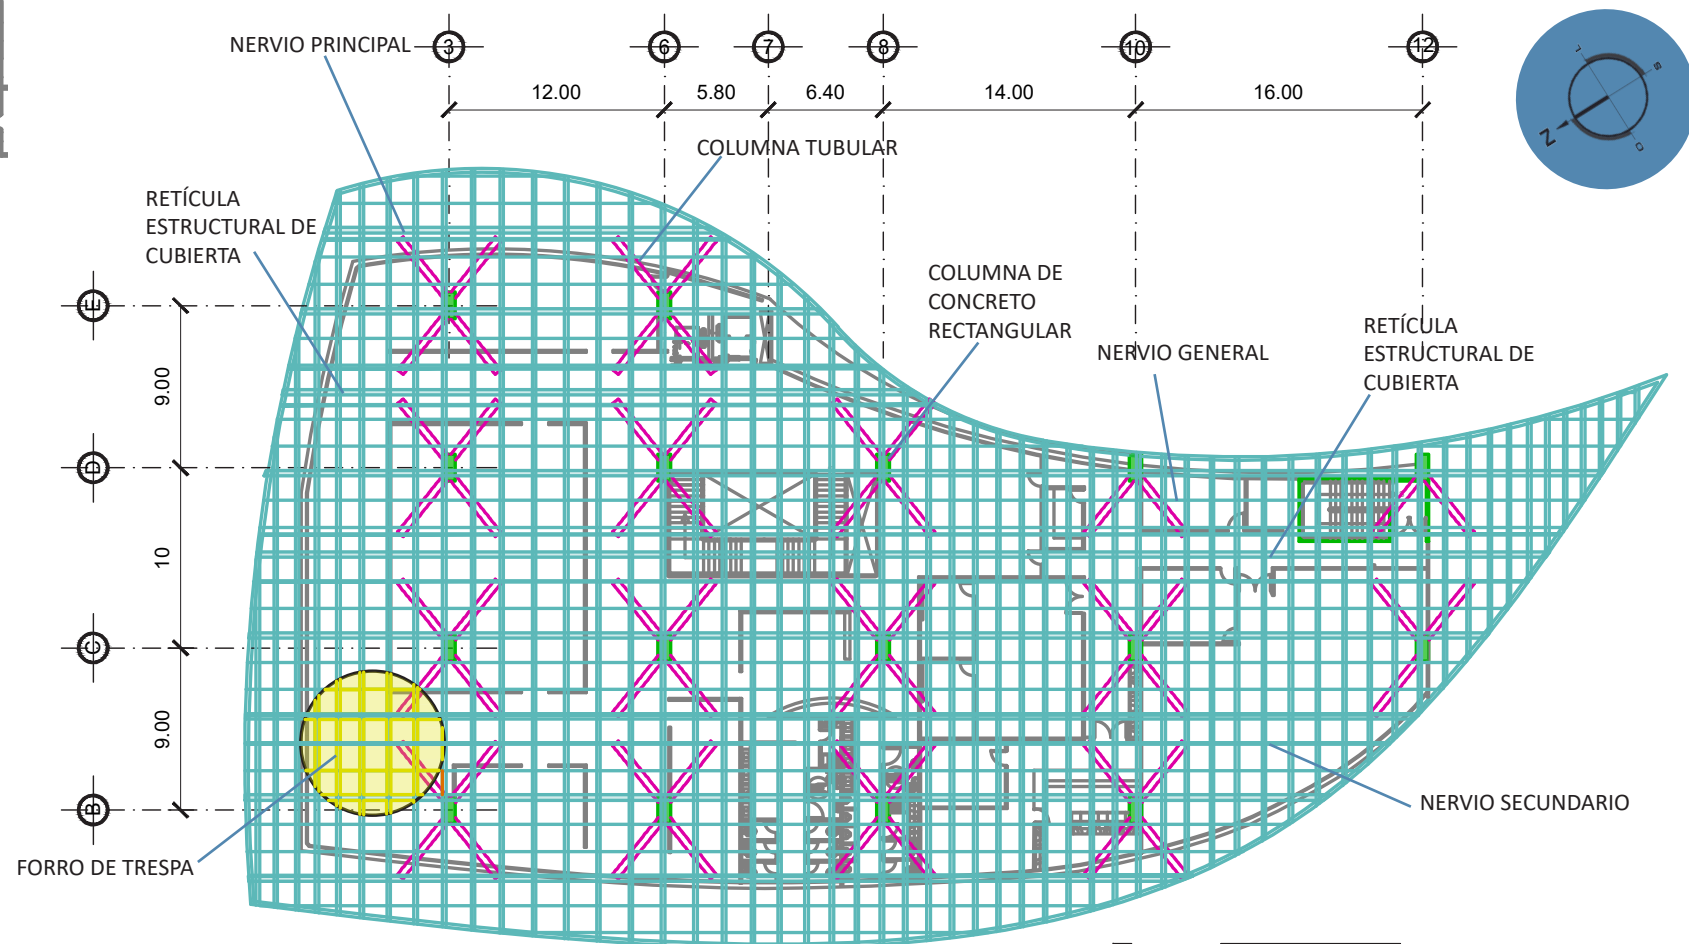 NERVIO PRINCIPAL
3
6
7
8
10
12
12.00
5.80
6.40
14.00
16.00
L
S
N
O
COLUMNA TUBULAR
RETÍCULA
ESTRUCTURAL DE
CUBIERTA
COLUMNA DE
CONCRETO
RECTANGULAR
NERVIO GENERAL
RETÍCULA
ESTRUCTURAL DE
CUBIERTA
E
9.00
D
10
C
9.00
B
NERVIO SECUNDARIO
FORRO DE TRESPA